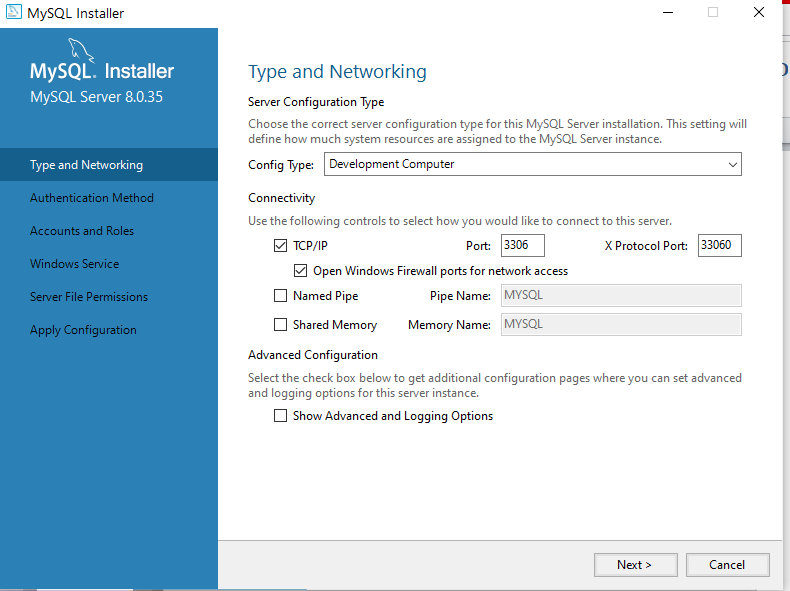 MySQL Installer
MySQL. Installer
MySQL Server 8.0.35
Type and Networking
Authentication Method
Accounts and Roles
Windows Service
Server File Permissions
Apply Configuration
Type and Networking
Server Configuration Type
Choose the correct server configuration type for this MySQL Server installation. This setting will
define how much system resources are assigned to the MySQL Server instance.
Config Type: Development Computer
Connectivity
Use the following controls to select how you would like to connect to this server.
TCP/IP Port: 3306 X Protocol Port: 33060
Open Windows Firewall ports for network access
Named Pipe Pipe Name: MYSQL
Shared Memory Memory Name: MYSQL
Advanced Configuration
Select the check box below to get additional configuration pages where you can set advanced
and logging options for this server instance.
Show Advanced and Logging Options
Next > Cancel